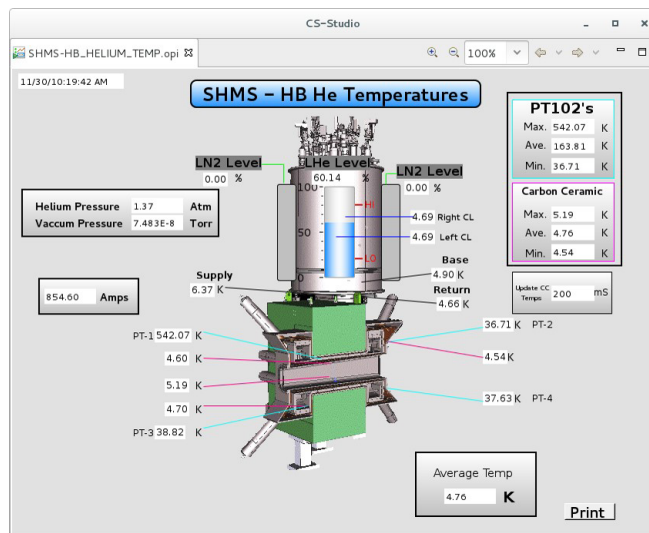 CS-Studio
SHMS-HB_HELIUM_TEMP.opi
100%
11/30/10:19:42 AM
SHMS - HB He Temperatures
PT102's
Max. 542.07 K
Ave. 163.81 K
Min. 36.71 K
Carbon Ceramic
Max. 5.19 K
Ave. 4.76 K
Min. 4.54 K
Update CC Temps 200 mS
LN2 Level
0.00 %
LHe Level
60.14 %
LN2 Level
0.00 %
100
50
0
HI
LO
4.69 Right CL
4.69 Left CL
Helium Pressure 1.37 Atm
Vaccum Pressure 7.483E-8 Torr
854.60 Amps
Supply
6.37 K
Base
4.90 K
Return
4.66 K
PT-1 542.07 K
4.60 K
5.19 K
4.70 K
PT-3 38.82 K
36.71 K PT-2
4.54 K
37.63 K PT-4
Average Temp
4.76 K
Print